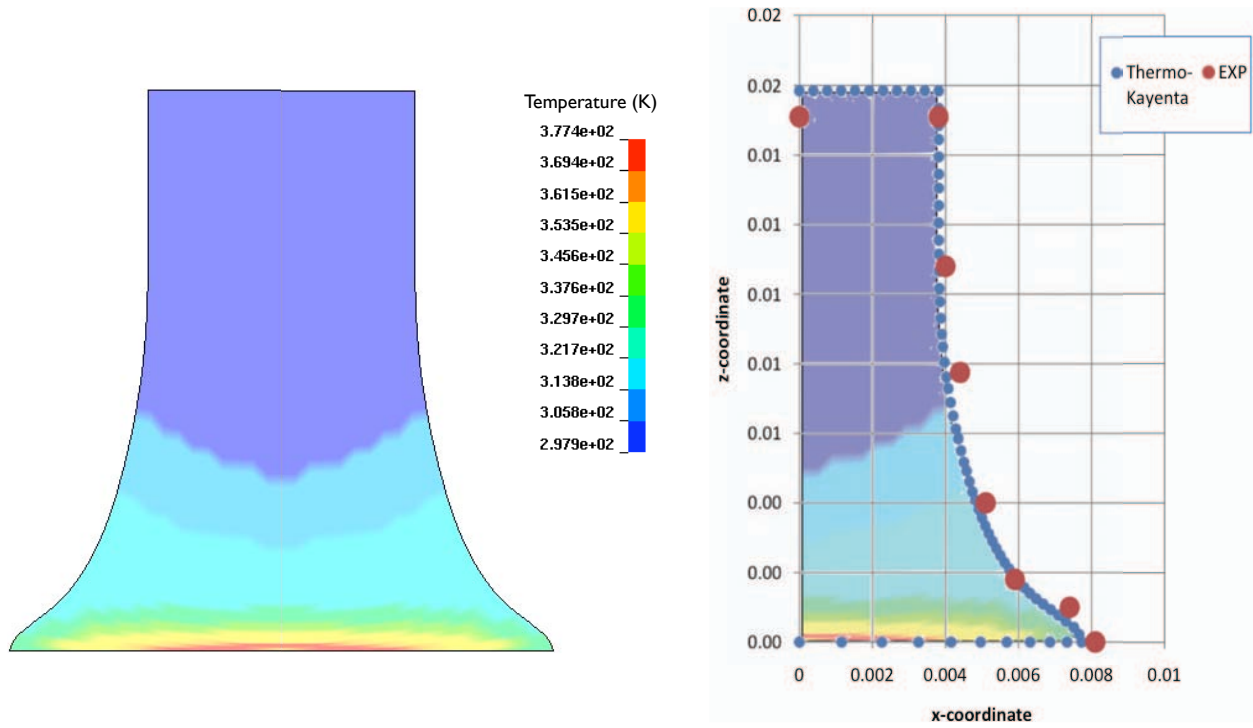 Temperature (K)
3.774e+02
3.694e+02
3.615e+02
3.535e+02
3.456e+02
3.376e+02
3.297e+02
3.217e+02
3.138e+02
3.058e+02
2.979e+02
0.02
0.02
0.01
0.01
0.01
0.01
0.01
0.00
0.00
0.00
z-coordinate
0
0.002
0.004
0.006
0.008
0.01
x-coordinate
Thermo-
Kayenta
EXP